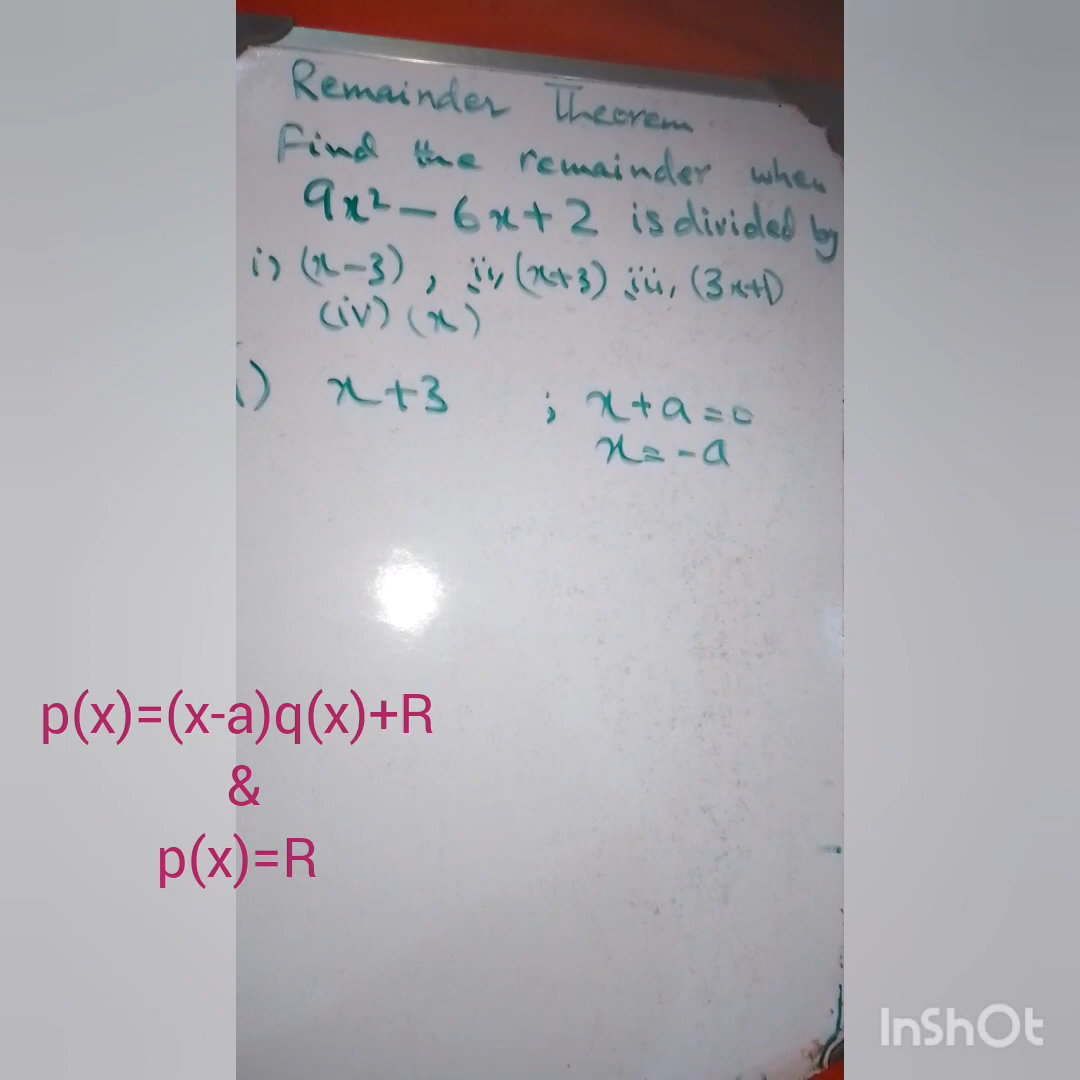 Remainder Theorem
Find the remainder when
9x² - 6x + 2 is divided by
i) (x-3), ii, (x+3) iii, (3x+1)
(iv) (x)
) x+3 ; x+a=0
x=-a
p(x)=(x-a)q(x)+R
&
p(x)=R
InShOt